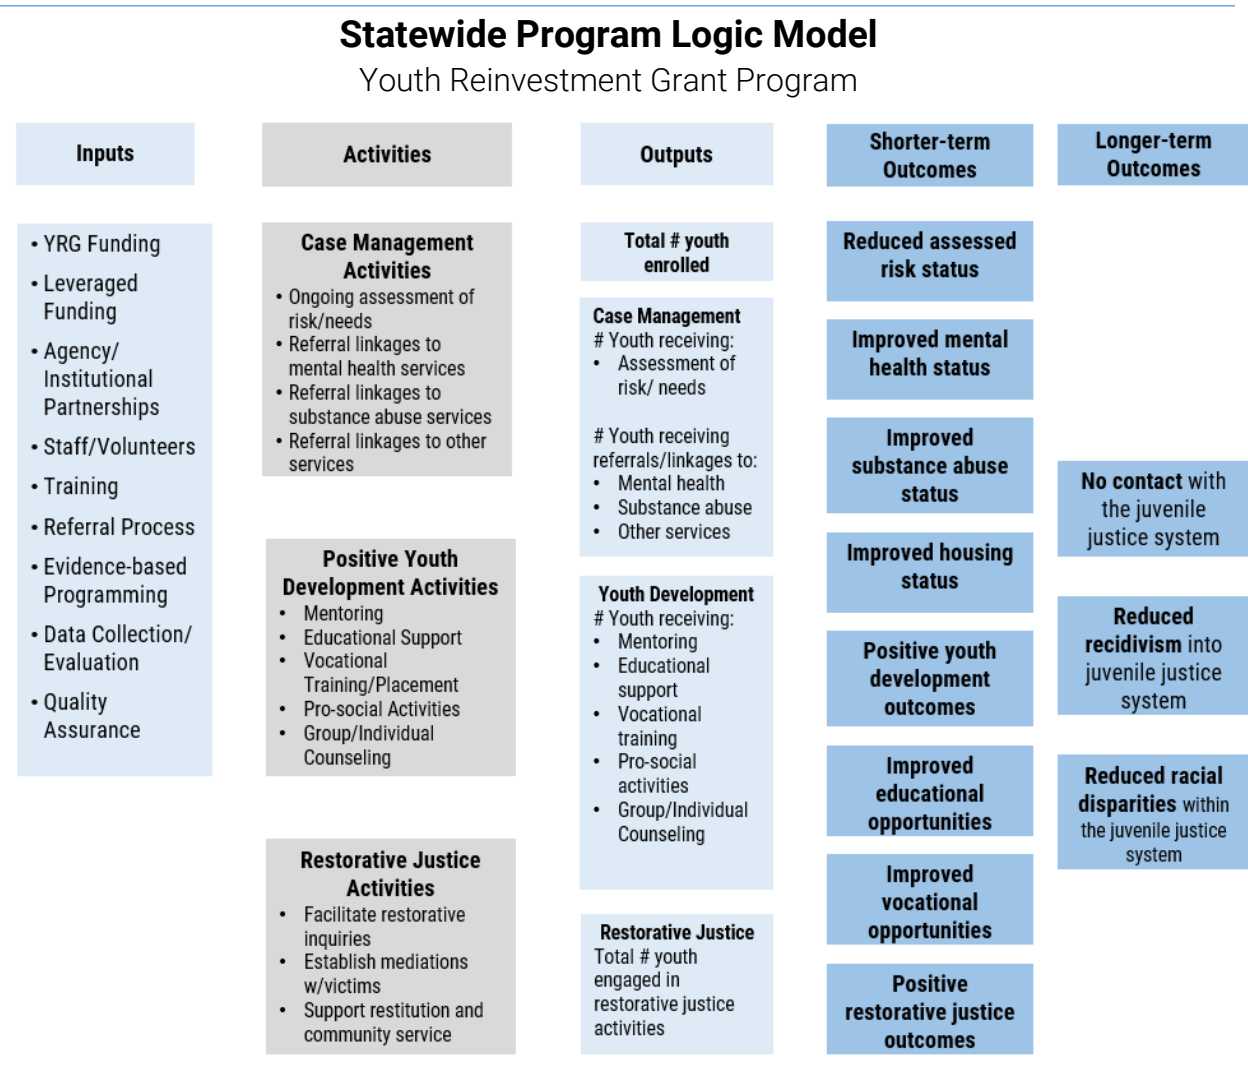 Statewide Program Logic Model
Youth Reinvestment Grant Program
Inputs
• YRG Funding
• Leveraged
Funding
• Agency/
Institutional
Partnerships
• Staff/Volunteers
• Training
• Referral Process
• Evidence-based
Programming
• Data Collection/
Evaluation
• Quality
Assurance
Activities
Case Management
Activities
• Ongoing assessment of
risk/needs
• Referral linkages to
mental health services
• Referral linkages to
substance abuse services
• Referral linkages to other
services
Positive Youth
Development Activities
• Mentoring
• Educational Support
• Vocational
Training/Placement
• Pro-social Activities
• Group/Individual
Counseling
Restorative Justice
Activities
• Facilitate restorative
inquiries
• Establish mediations
w/victims
• Support restitution and
community service
Outputs
Total # youth
enrolled
Case Management
# Youth receiving:
• Assessment of
risk/ needs
# Youth receiving
referrals/linkages to:
• Mental health
• Substance abuse
• Other services
Youth Development
# Youth receiving:
• Mentoring
• Educational
support
• Vocational
training
• Pro-social
activities
• Group/Individual
Counseling
Restorative Justice
Total # youth
engaged in
restorative justice
activities
Shorter-term
Outcomes
Reduced assessed
risk status
Improved mental
health status
Improved
substance abuse
status
Improved housing
status
Positive youth
development
outcomes
Improved
educational
opportunities
Improved
vocational
opportunities
Positive
restorative justice
outcomes
Longer-term
Outcomes
No contact with
the juvenile
justice system
Reduced
recidivism into
juvenile justice
system
Reduced racial
disparities within
the juvenile justice
system